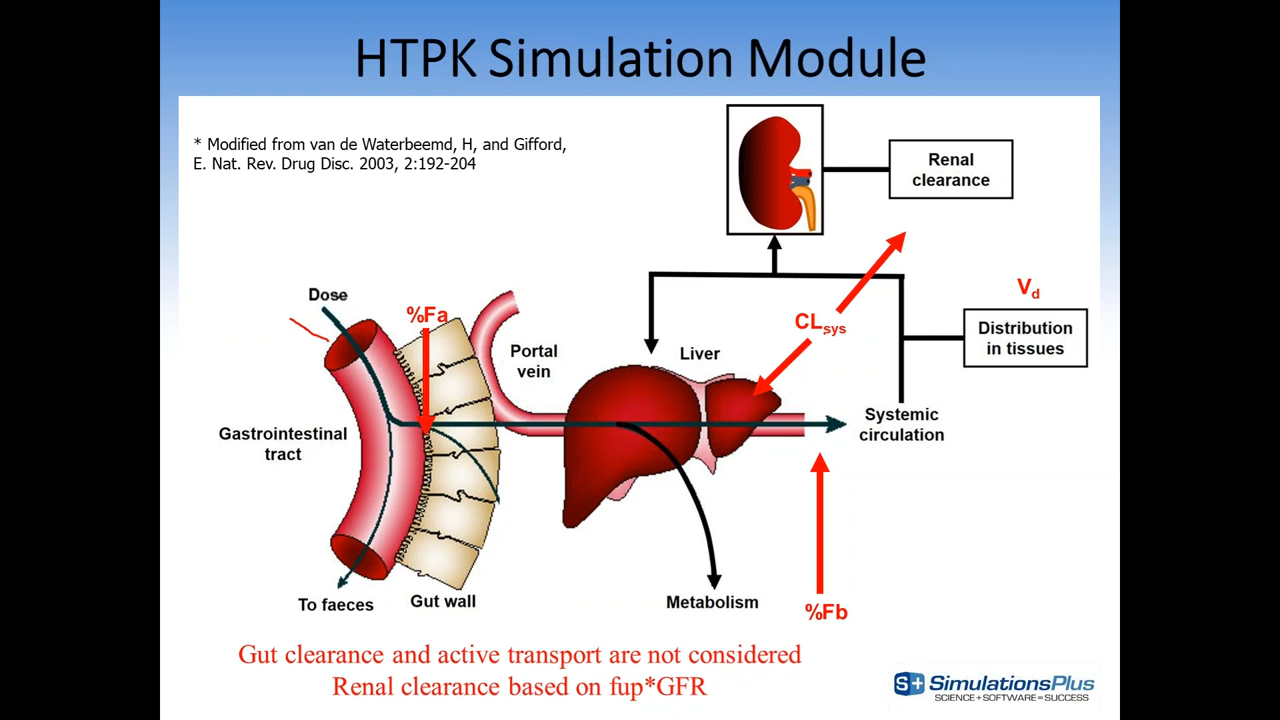 HTPK Simulation Module
* Modified from van de Waterbeemd, H, and Gifford,
E. Nat. Rev. Drug Disc. 2003, 2:192-204
Renal
clearance
Dose
%Fa
Portal
vein
Liver
CLsys
Vd
Distribution
in tissues
Gastrointestinal
tract
Systemic
circulation
To faeces
Gut wall
Metabolism
%Fb
Gut clearance and active transport are not considered
Renal clearance based on fup*GFR
S+ SimulationsPlus
SCIENCE+SOFTWARE=SUCCESS